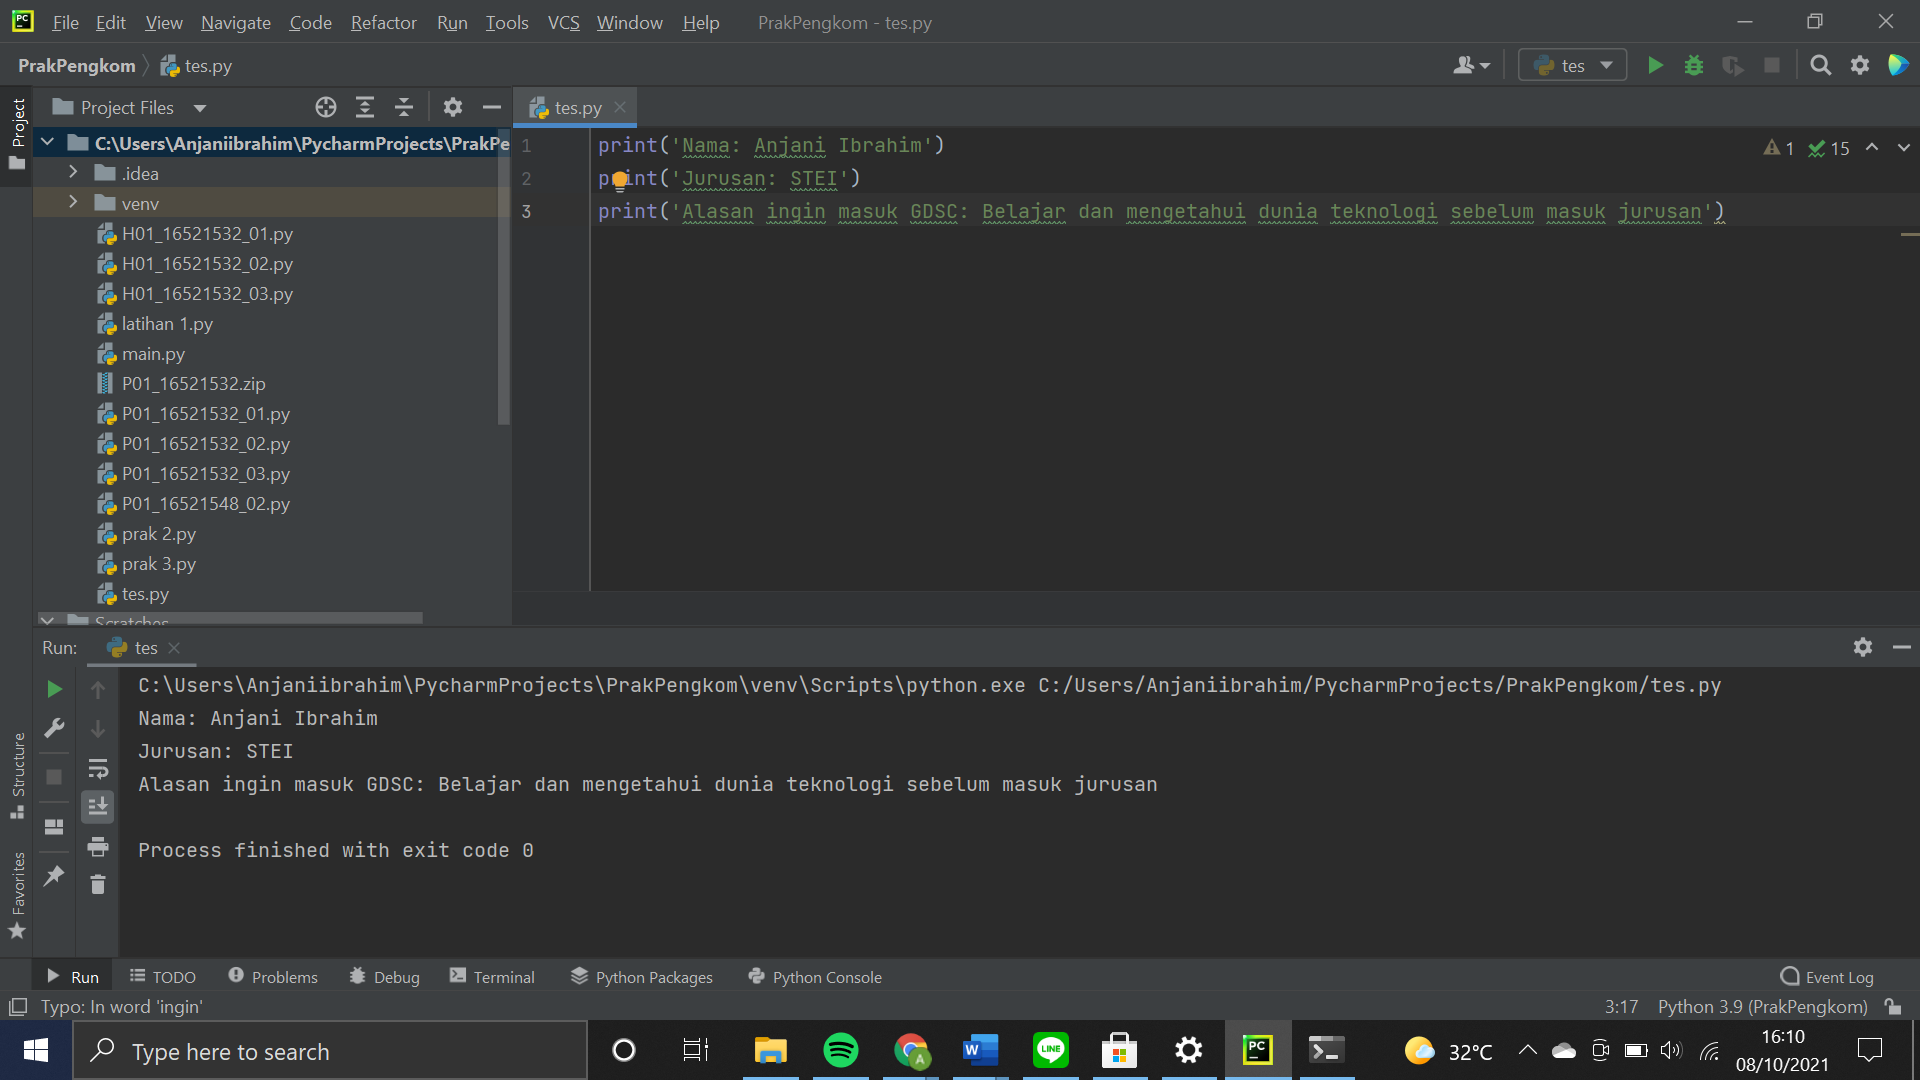 PC File Edit View Navigate Code Refactor Run Tools VCS Window Help PrakPengkom - tes.py
PrakPengkom tes.py tes
Project
Project Files
tes.py
C:\Users\Anjaniibrahim\PycharmProjects\PrakPe
.idea
venv
H01_16521532_01.py
H01_16521532_02.py
H01_16521532_03.py
latihan 1.py
main.py
P01_16521532.zip
P01_16521532_01.py
P01_16521532_02.py
P01_16521532_03.py
P01_16521548_02.py
prak 2.py
prak 3.py
tes.py
Scratches
1 print('Nama: Anjani Ibrahim')
2 print('Jurusan: STEI')
3 print('Alasan ingin masuk GDSC: Belajar dan mengetahui dunia teknologi sebelum masuk jurusan')
1 15
Run: tes
C:\Users\Anjaniibrahim\PycharmProjects\PrakPengkom\venv\Scripts\python.exe C:/Users/Anjaniibrahim/PycharmProjects/PrakPengkom/tes.py
Nama: Anjani Ibrahim
Jurusan: STEI
Alasan ingin masuk GDSC: Belajar dan mengetahui dunia teknologi sebelum masuk jurusan
Process finished with exit code 0
Structure
Favorites
Run TODO Problems Debug Terminal Python Packages Python Console Event Log
Typo: In word 'ingin' 3:17 Python 3.9 (PrakPengkom)
Type here to search
W LINE PC A
32°C
16:10
08/10/2021